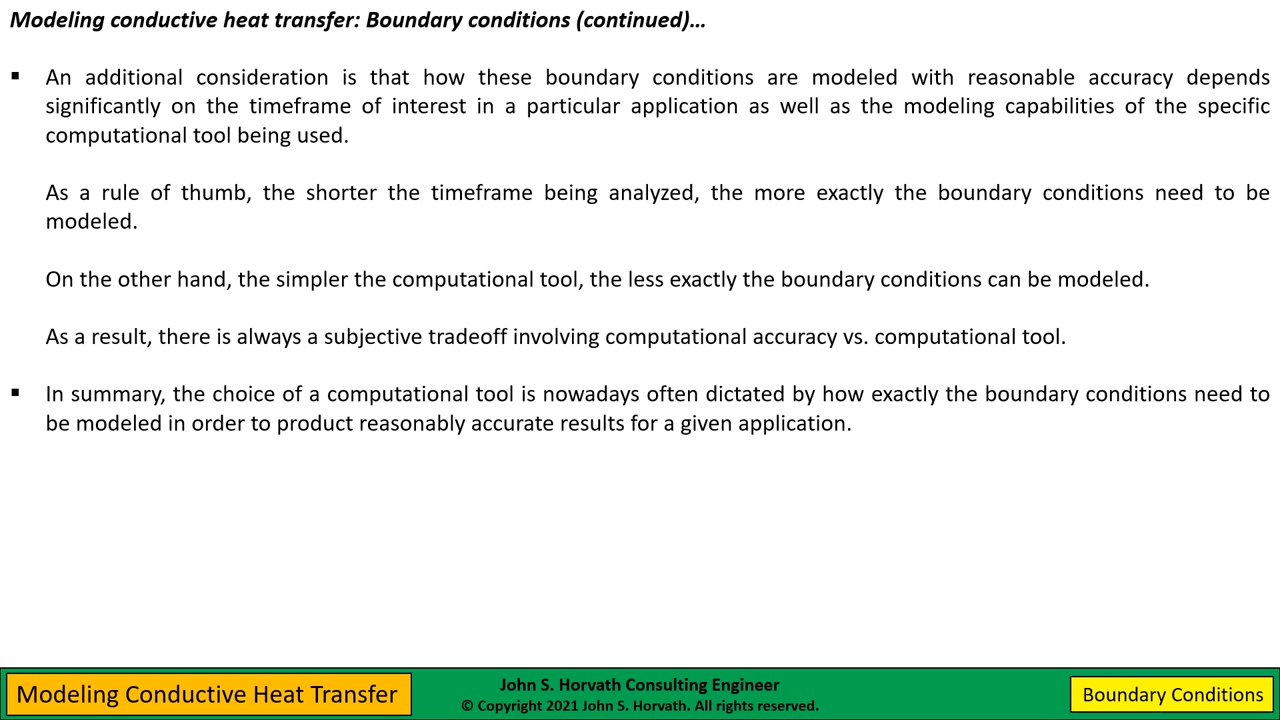 Modeling conductive heat transfer: Boundary conditions (continued)…
▪ An additional consideration is that how these boundary conditions are modeled with reasonable accuracy depends
significantly on the timeframe of interest in a particular application as well as the modeling capabilities of the specific
computational tool being used.
As a rule of thumb, the shorter the timeframe being analyzed, the more exactly the boundary conditions need to be
modeled.
On the other hand, the simpler the computational tool, the less exactly the boundary conditions can be modeled.
As a result, there is always a subjective tradeoff involving computational accuracy vs. computational tool.
▪ In summary, the choice of a computational tool is nowadays often dictated by how exactly the boundary conditions need to
be modeled in order to product reasonably accurate results for a given application.
Modeling Conductive Heat Transfer
John S. Horvath Consulting Engineer
© Copyright 2021 John S. Horvath. All rights reserved.
Boundary Conditions